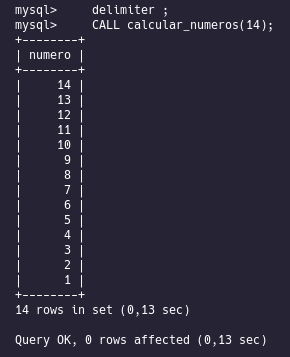 mysql>     delimiter ;
mysql>     CALL calcular_numeros(14);
+--------+
| numero |
+--------+
|     14 |
|     13 |
|     12 |
|     11 |
|     10 |
|      9 |
|      8 |
|      7 |
|      6 |
|      5 |
|      4 |
|      3 |
|      2 |
|      1 |
+--------+
14 rows in set (0,13 sec)

Query OK, 0 rows affected (0,13 sec)